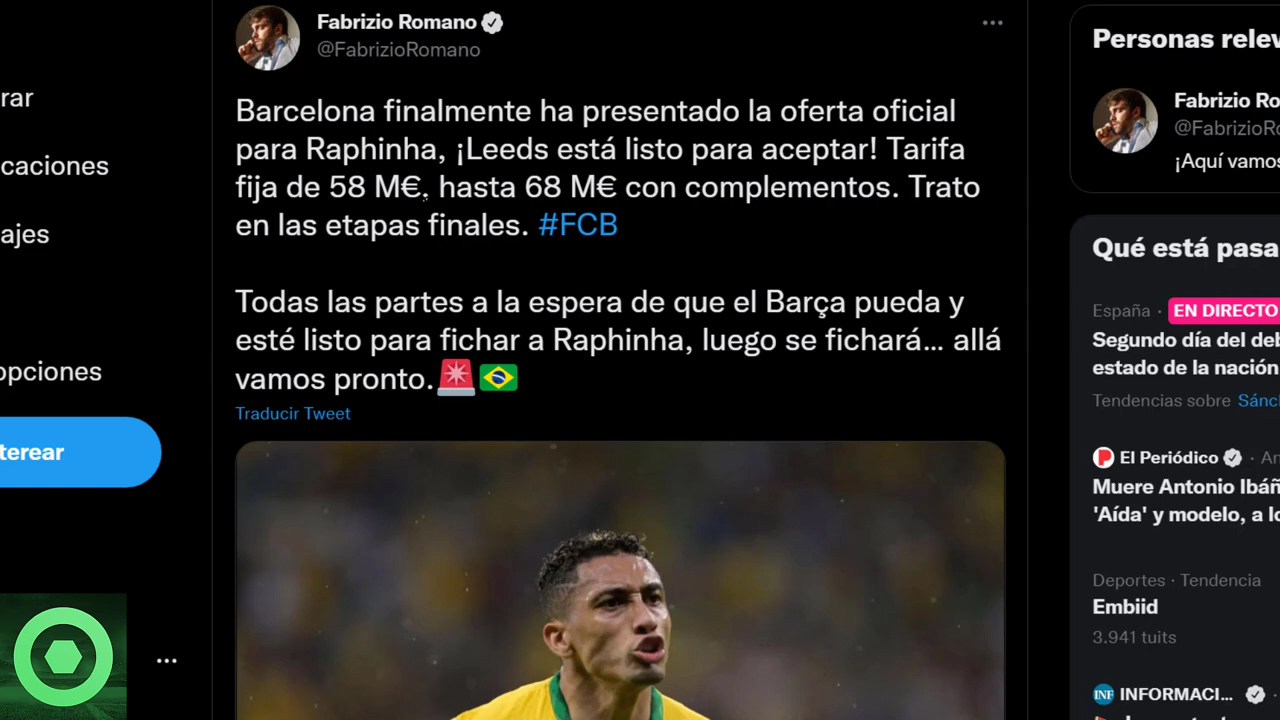 Fabrizio Romano
@FabrizioRomano
Barcelona finalmente ha presentado la oferta oficial
para Raphinha, ¡Leeds está listo para aceptar! Tarifa
fija de 58 M€, hasta 68 M€ con complementos. Trato
en las etapas finales. #FCB
Todas las partes a la espera de que el Barça pueda y
esté listo para fichar a Raphinha, luego se fichará... allá
vamos pronto.
Traducir Tweet
rar
caciones
ajes
opciones
terear
Personas relev
Fabrizio Ro
@FabrizioRo
¡Aquí vamos
Qué está pasa
España · EN DIRECTO
Segundo día del deb
estado de la nación
Tendencias sobre Sánc
El Periódico · An
Muere Antonio Ibáñ
'Aída' y modelo, a lo
Deportes · Tendencia
Embiid
3.941 tuits
INF INFORMACI...